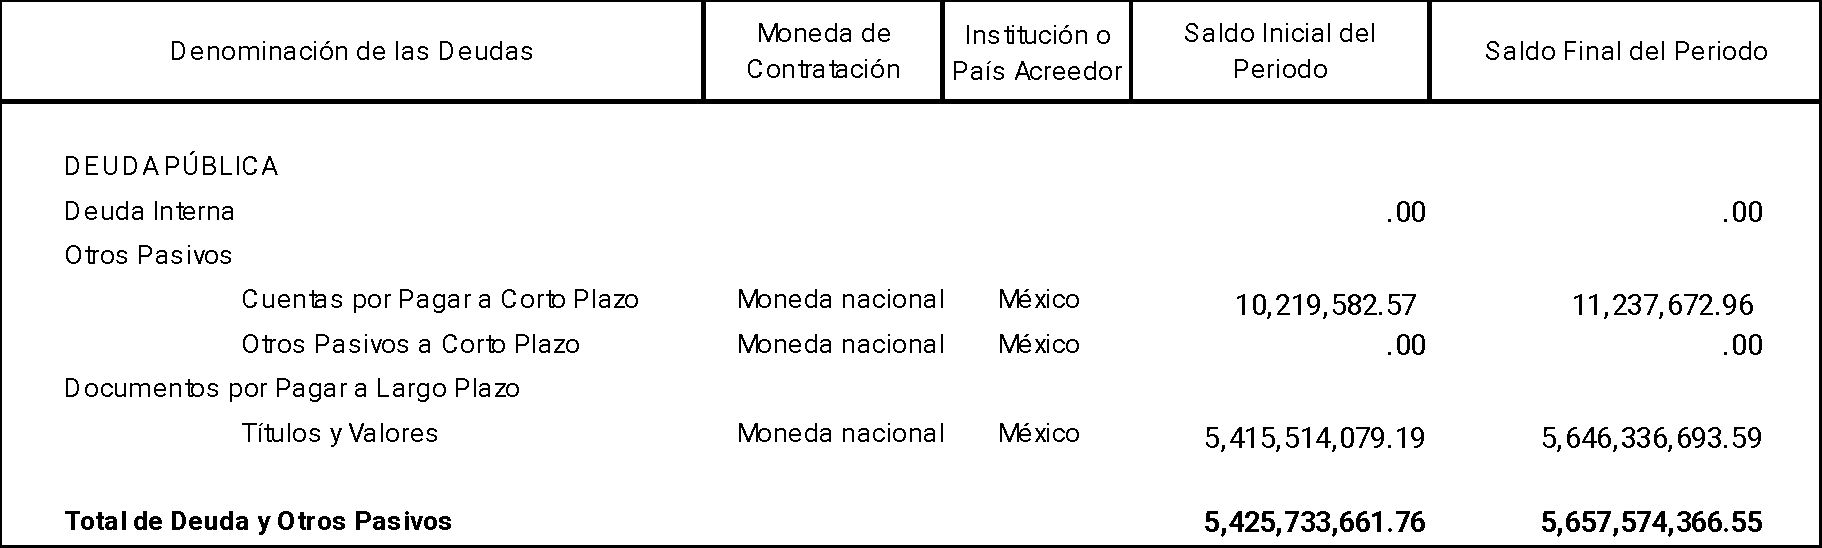 Denominación de las Deudas Moneda de Contratación Institución o País Acreedor Saldo Inicial del Periodo Saldo Final del Periodo
DEUDA PÚBLICA
Deuda Interna .00 .00
Otros Pasivos
Cuentas por Pagar a Corto Plazo Moneda nacional México 10,219,582.57 11,237,672.96
Otros Pasivos a Corto Plazo Moneda nacional México .00 .00
Documentos por Pagar a Largo Plazo
Títulos y Valores Moneda nacional México 5,415,514,079.19 5,646,336,693.59
Total de Deuda y Otros Pasivos 5,425,733,661.76 5,657,574,366.55